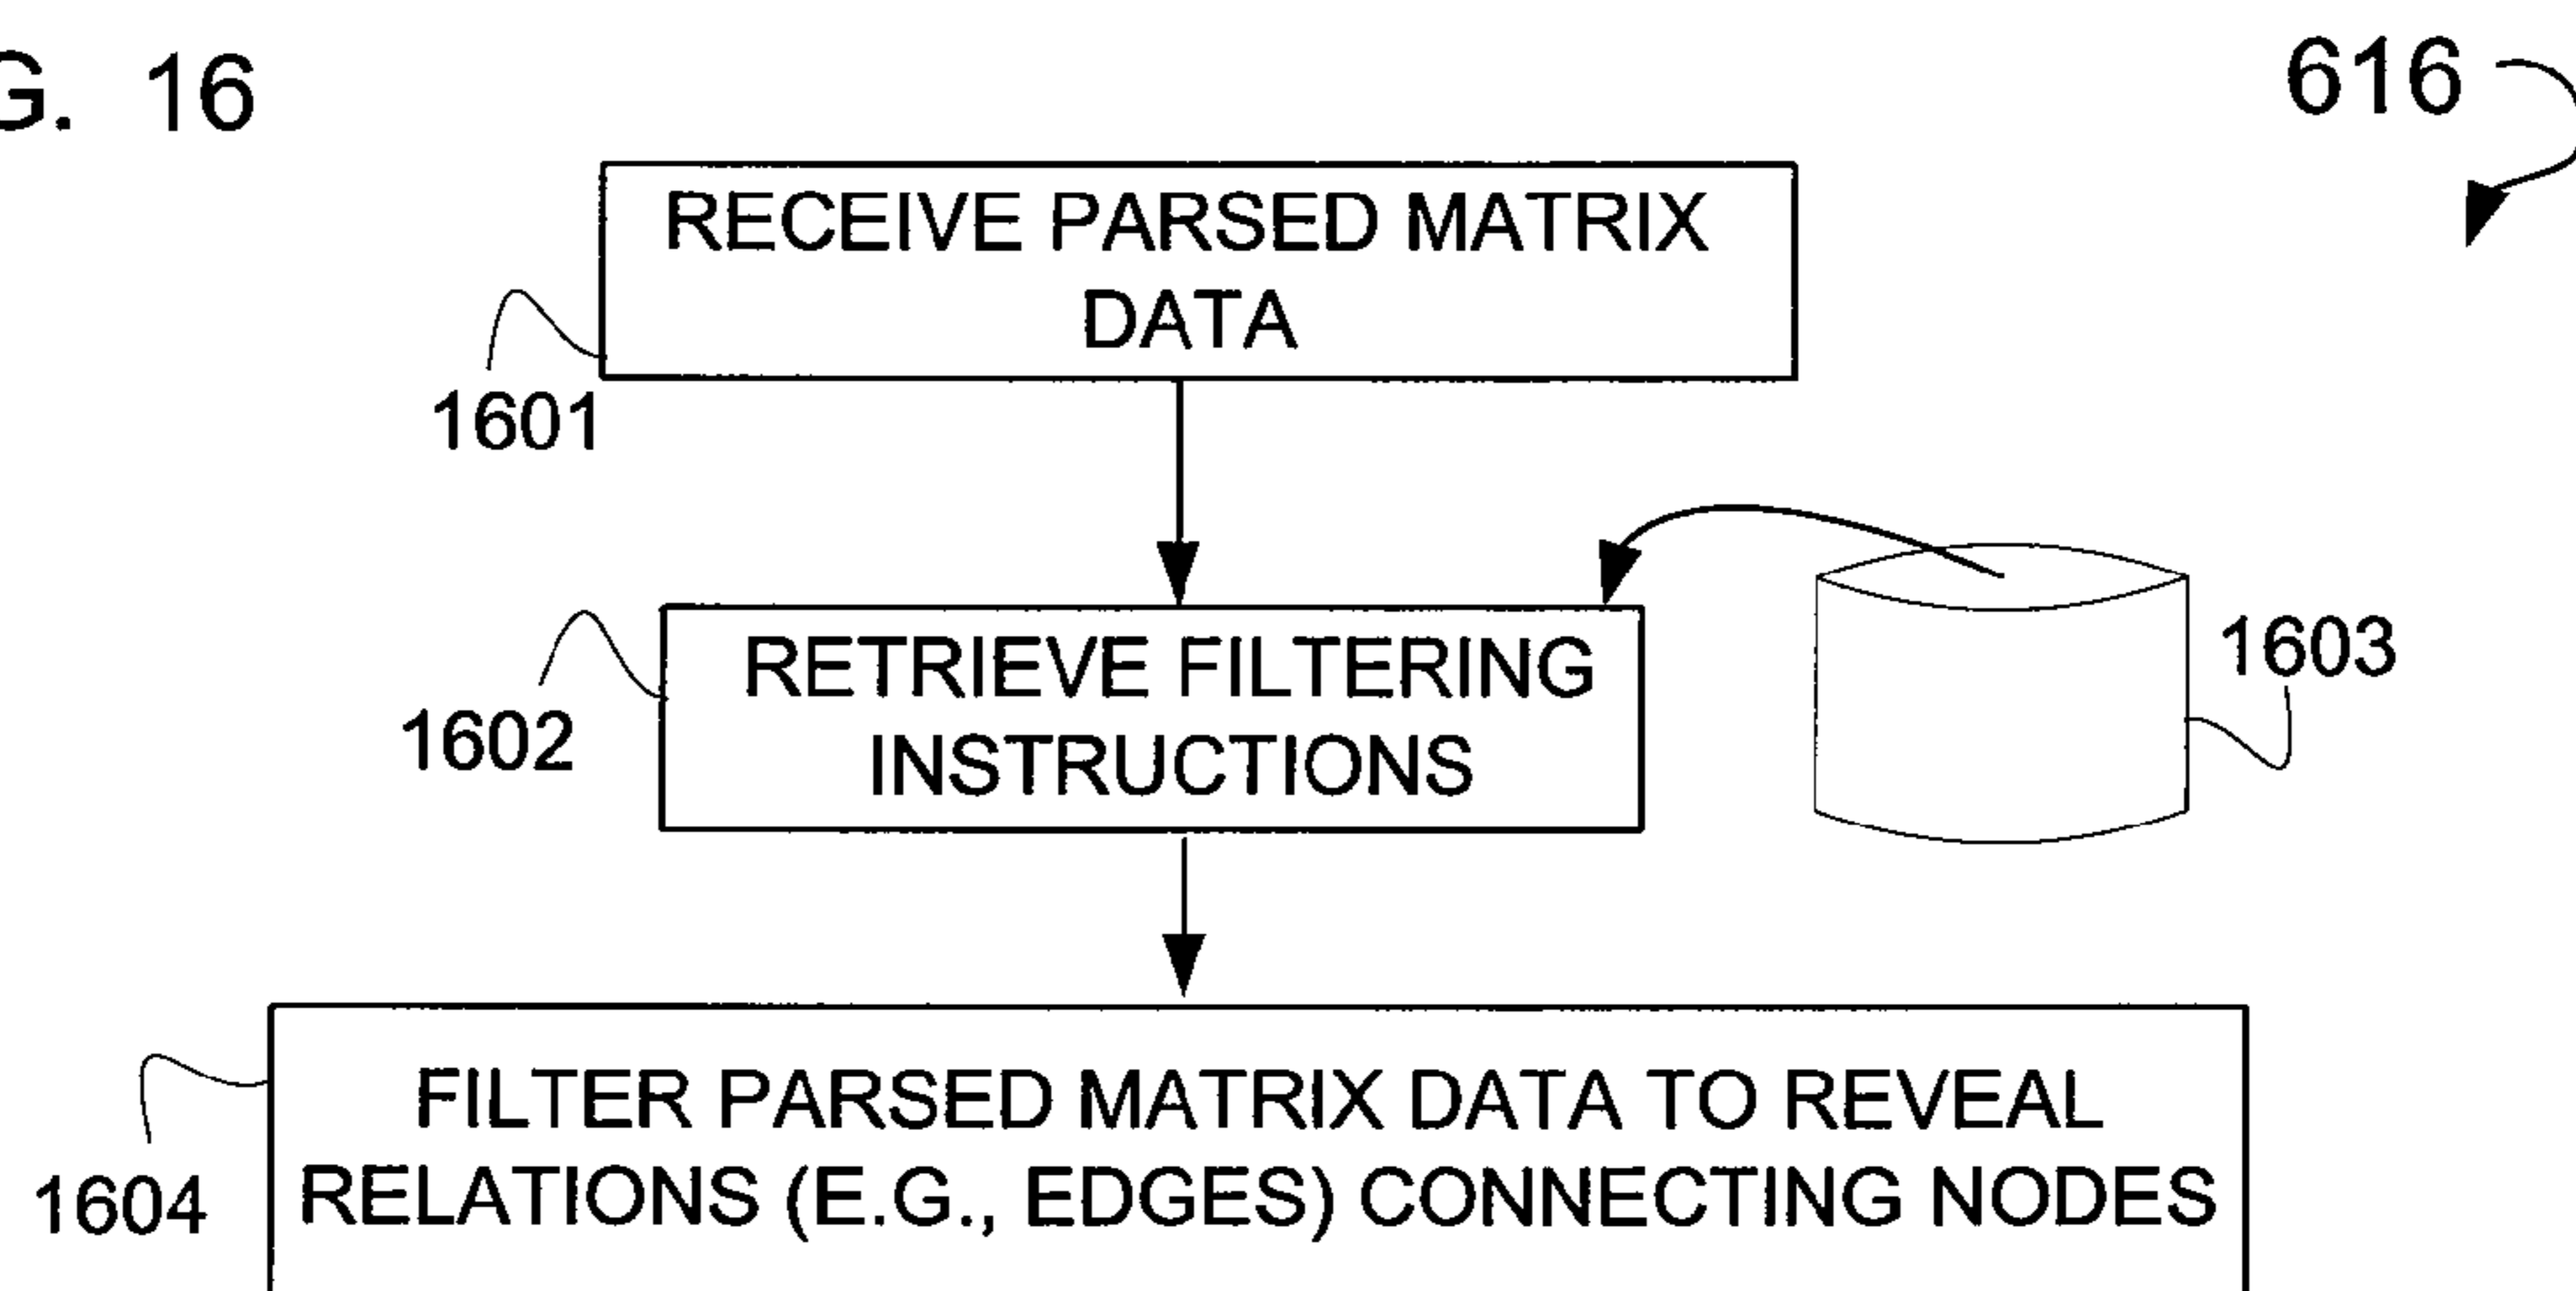 G. 16
616
RECEIVE PARSED MATRIX
DATA
1601
RETRIEVE FILTERING
INSTRUCTIONS
1602
1603
FILTER PARSED MATRIX DATA TO REVEAL
RELATIONS (E.G., EDGES) CONNECTING NODES
1604